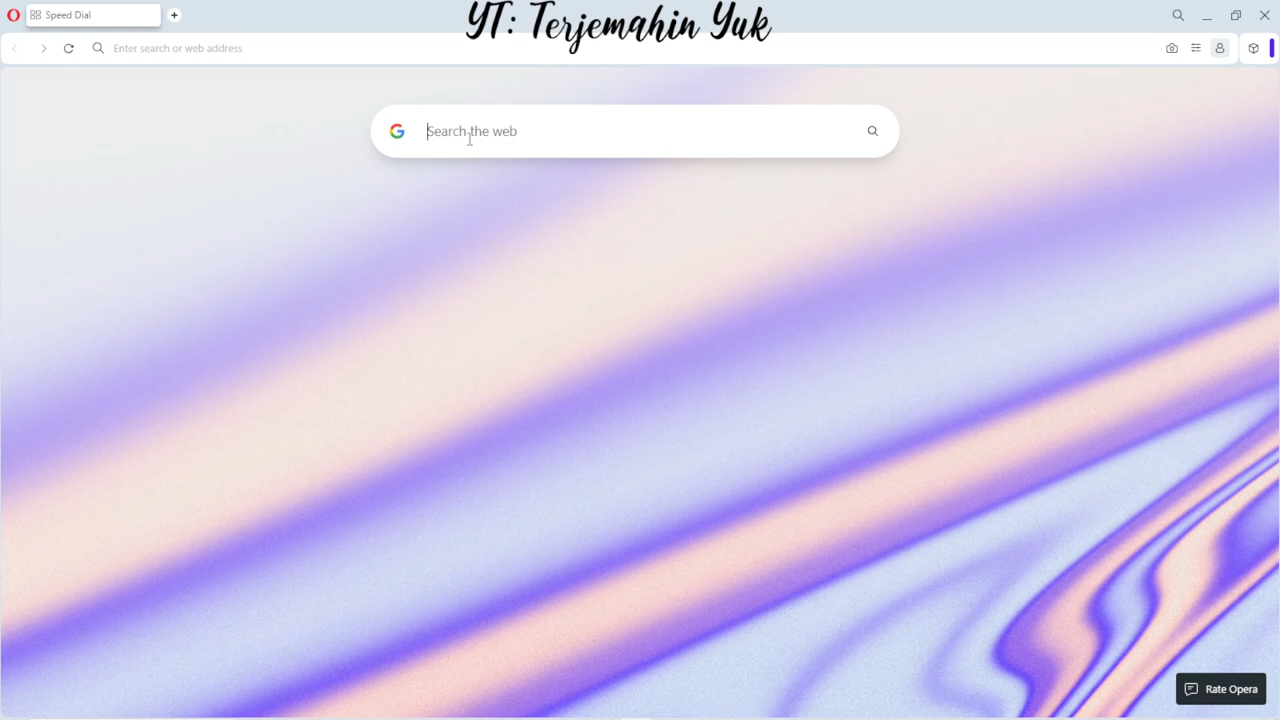 Speed Dial
YT: Terjemahin Yuk
Enter search or web address
Search the web
Rate Opera